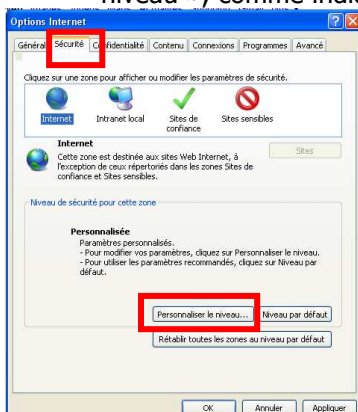 niveau », comme indi
Options Internet
Général Sécurité Confidentialité Contenu Connexions Programmes Avancé
Cliquez sur une zone pour afficher ou modifier les paramètres de sécurité.
Internet Intranet local Sites de confiance Sites sensibles
Internet
Cette zone est destinée aux sites Web Internet, à
l'exception de ceux répertoriés dans les zones Sites de
confiance et Sites sensibles.
Sites
Niveau de sécurité pour cette zone
Personnalisée
Paramètres personnalisés.
- Pour modifier vos paramètres, cliquez sur Personnaliser le niveau.
- Pour utiliser les paramètres recommandés, cliquez sur Niveau par
défaut.
Personnaliser le niveau... Niveau par défaut
Rétablir toutes les zones au niveau par défaut
OK Annuler Appliquer